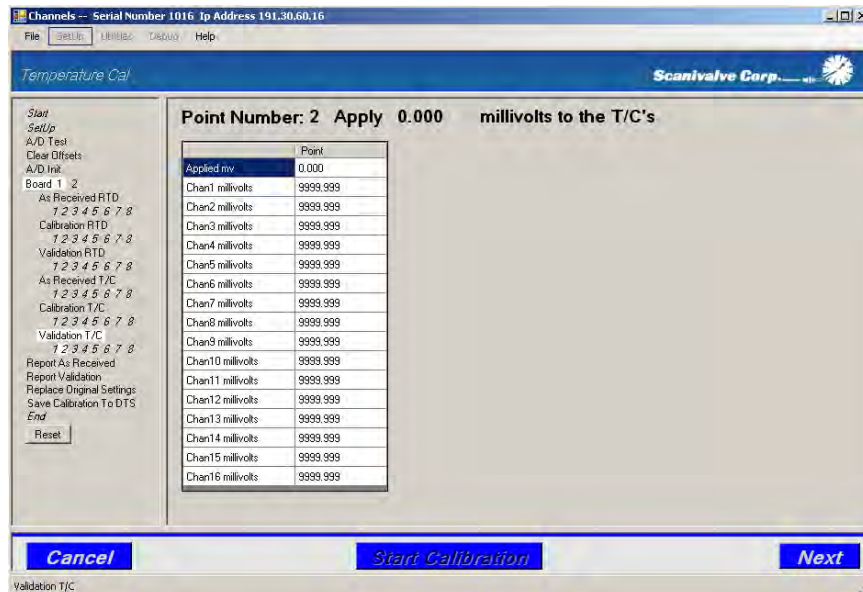 Channels -- Serial Number 1016 Ip Address 191.30.60.16
File SetUp Utilities Debug Help
Temperature Cal
Scanivalve Corp.
Start
SetUp
A/D Test
Clear Offsets
A/D Init
Board 1 2
As Received RTD
1 2 3 4 5 6 7 8
Calibration RTD
1 2 3 4 5 6 7 8
Validation RTD
1 2 3 4 5 6 7 8
As Received T/C
1 2 3 4 5 6 7 8
Calibration T/C
1 2 3 4 5 6 7 8
Validation T/C
1 2 3 4 5 6 7 8
Report As Received
Report Validation
Replace Original Settings
Save Calibration To DTS
End
Reset
Point Number: 2 Apply 0.000 millivolts to the T/C's
Point
Applied mv 0.000
Chan1 millivolts 9999.999
Chan2 millivolts 9999.999
Chan3 millivolts 9999.999
Chan4 millivolts 9999.999
Chan5 millivolts 9999.999
Chan6 millivolts 9999.999
Chan7 millivolts 9999.999
Chan8 millivolts 9999.999
Chan9 millivolts 9999.999
Chan10 millivolts 9999.999
Chan11 millivolts 9999.999
Chan12 millivolts 9999.999
Chan13 millivolts 9999.999
Chan14 millivolts 9999.999
Chan15 millivolts 9999.999
Chan16 millivolts 9999.999
Cancel Start Calibration Next
Validation T/C